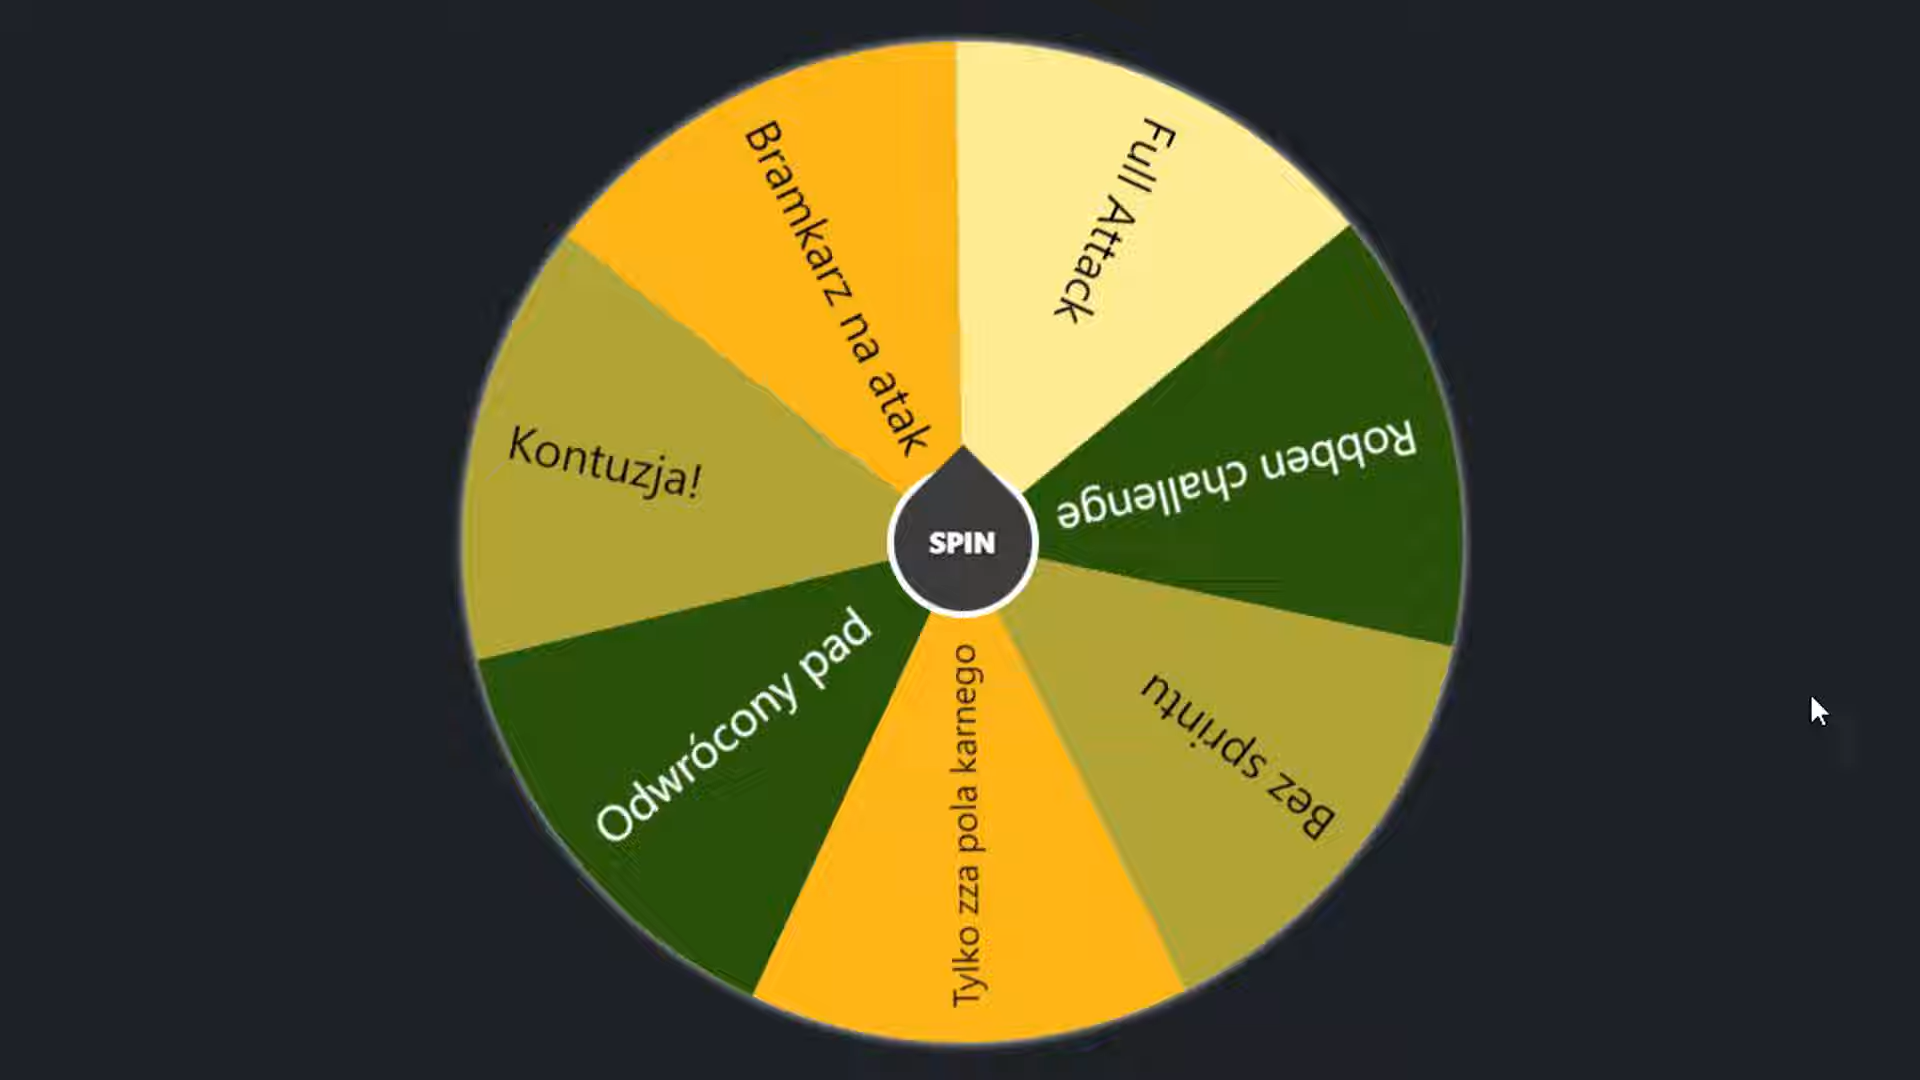 Full Attack
Robben challenge
Bez sprintu
Tylko zza pola karnego
Odwrócony pad
Kontuzja!
Bramkarz na atak
SPIN